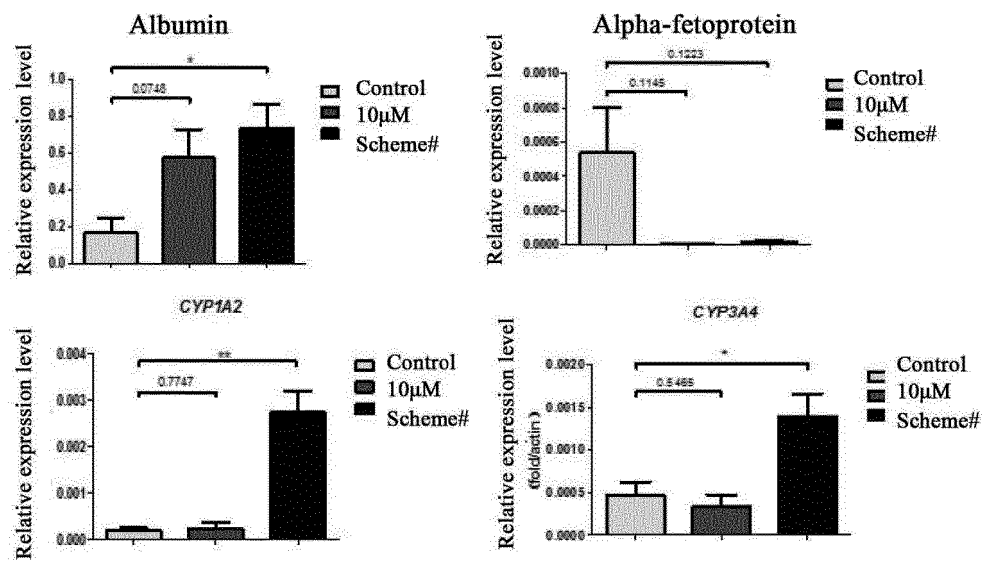 Albumin
Relative expression level
1.0
0.8
0.6
0.4
0.2
0.0
*
0.0748
Control
10μM
Scheme#
Alpha-fetoprotein
Relative expression level
0.0010
0.0008
0.0006
0.0004
0.0002
0.0000
0.1223
0.1145
Control
10μM
Scheme#
CYP1A2
Relative expression level
0.004
0.003
0.002
0.001
0.000
**
0.7747
Control
10μM
Scheme#
CYP3A4
Relative expression level
(fold/actin)
0.0020
0.0015
0.0010
0.0005
0.0000
*
0.5465
Control
10μM
Scheme#